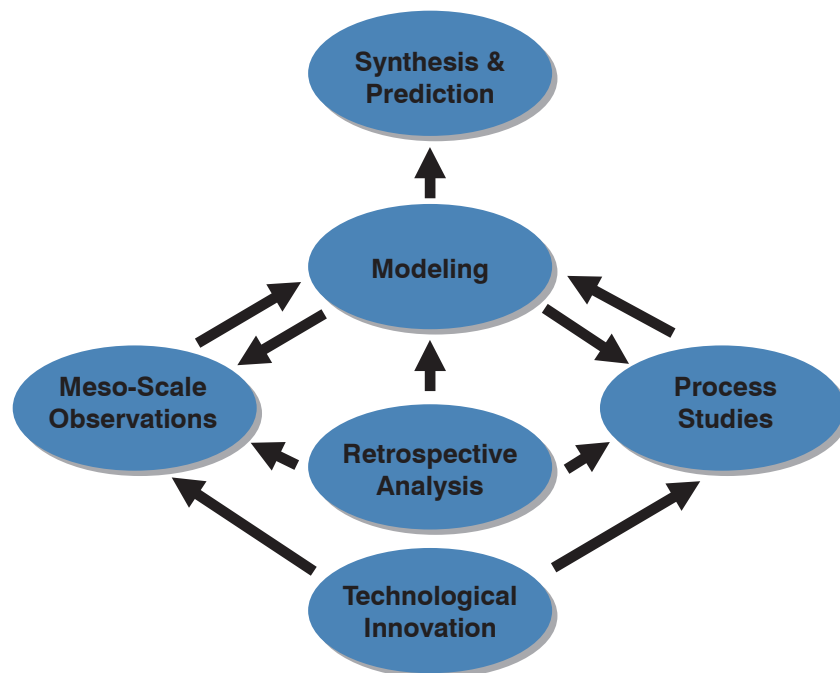 Synthesis &
Prediction
Modeling
Meso-Scale
Observations
Process
Studies
Retrospective
Analysis
Technological
Innovation